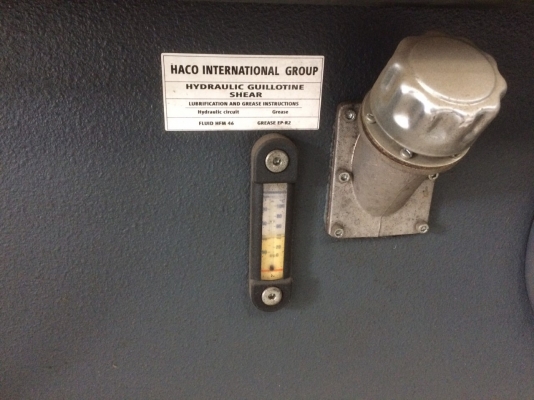 HACO INTERNATIONAL GROUP
HYDRAULIC GUILLOTINE
SHEAR
LUBRIFICATION AND GREASE INSTRUCTIONS
Hydraulic circuit Grease
FLUID HFM 46 GREASE EP-R2